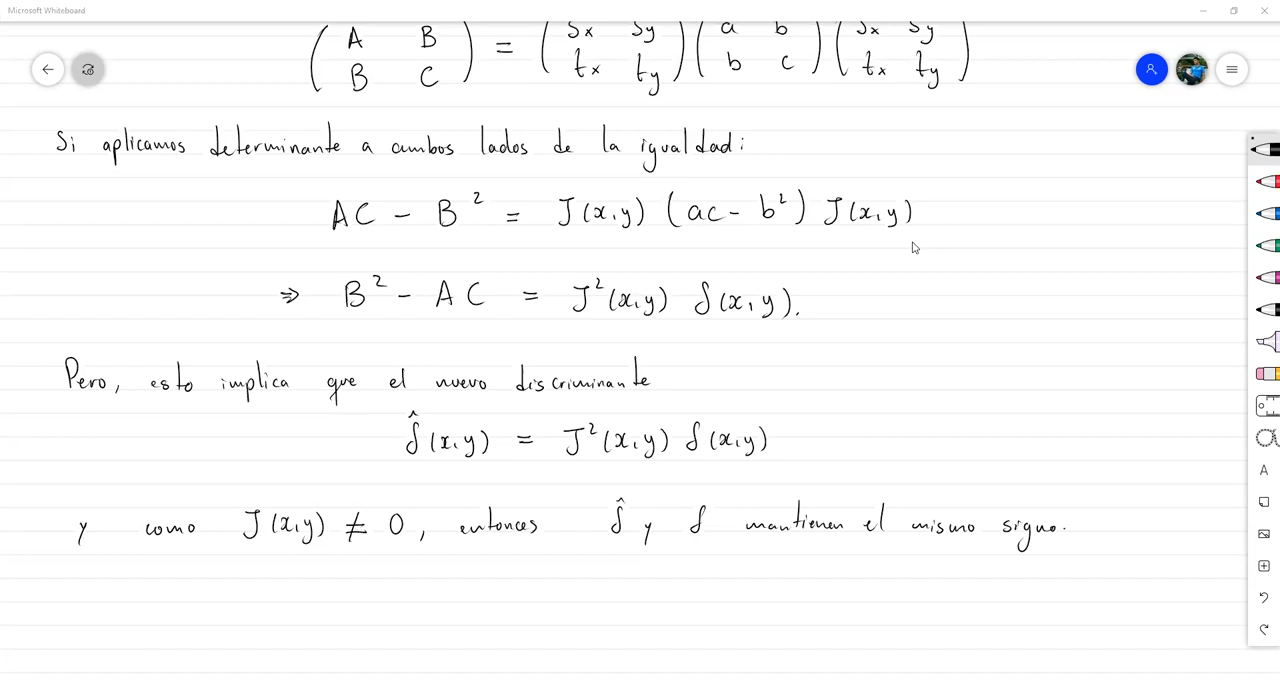 Microsoft Whiteboard
( A B ) = ( Sx Sy ) ( a b ) ( Sx Sy )
( B C ) ( tx ty ) ( b c ) ( tx ty )
Si aplicamos determinante a ambos lados de la igualdad:
AC - B² = J(x,y) (ac - b²) J(x,y)
⇒ B² - AC = J²(x,y) δ(x,y).
Pero, esto implica que el nuevo discriminante
δ̂(x,y) = J²(x,y) δ(x,y)
y como J(x,y) ≠ 0, entonces δ̂ y δ mantienen el mismo signo.
A